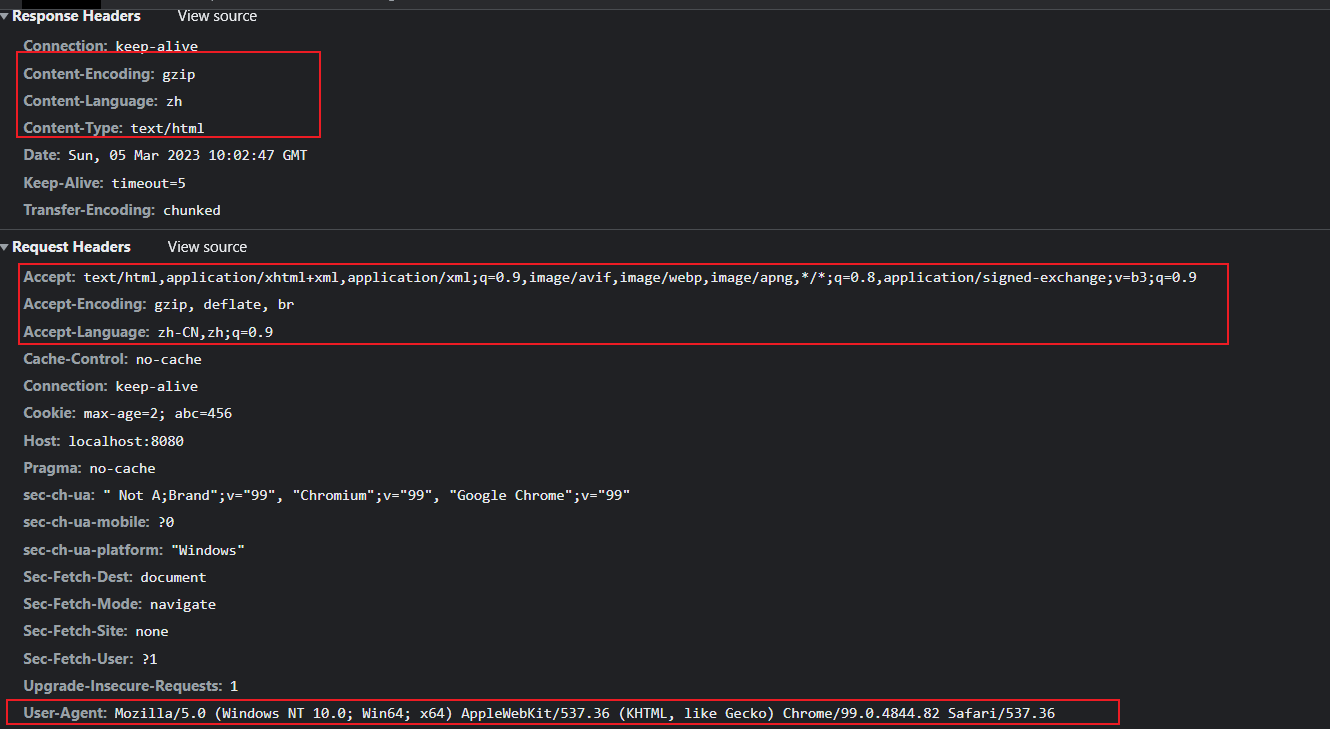 Response Headers View source
Connection: keep-alive
Content-Encoding: gzip
Content-Language: zh
Content-Type: text/html
Date: Sun, 05 Mar 2023 10:02:47 GMT
Keep-Alive: timeout=5
Transfer-Encoding: chunked
Request Headers View source
Accept: text/html,application/xhtml+xml,application/xml;q=0.9,image/avif,image/webp,image/apng,*/*;q=0.8,application/signed-exchange;v=b3;q=0.9
Accept-Encoding: gzip, deflate, br
Accept-Language: zh-CN,zh;q=0.9
Cache-Control: no-cache
Connection: keep-alive
Cookie: max-age=2; abc=456
Host: localhost:8080
Pragma: no-cache
sec-ch-ua: " Not A;Brand";v="99", "Chromium";v="99", "Google Chrome";v="99"
sec-ch-ua-mobile: ?0
sec-ch-ua-platform: "Windows"
Sec-Fetch-Dest: document
Sec-Fetch-Mode: navigate
Sec-Fetch-Site: none
Sec-Fetch-User: ?1
Upgrade-Insecure-Requests: 1
User-Agent: Mozilla/5.0 (Windows NT 10.0; Win64; x64) AppleWebKit/537.36 (KHTML, like Gecko) Chrome/99.0.4844.82 Safari/537.36